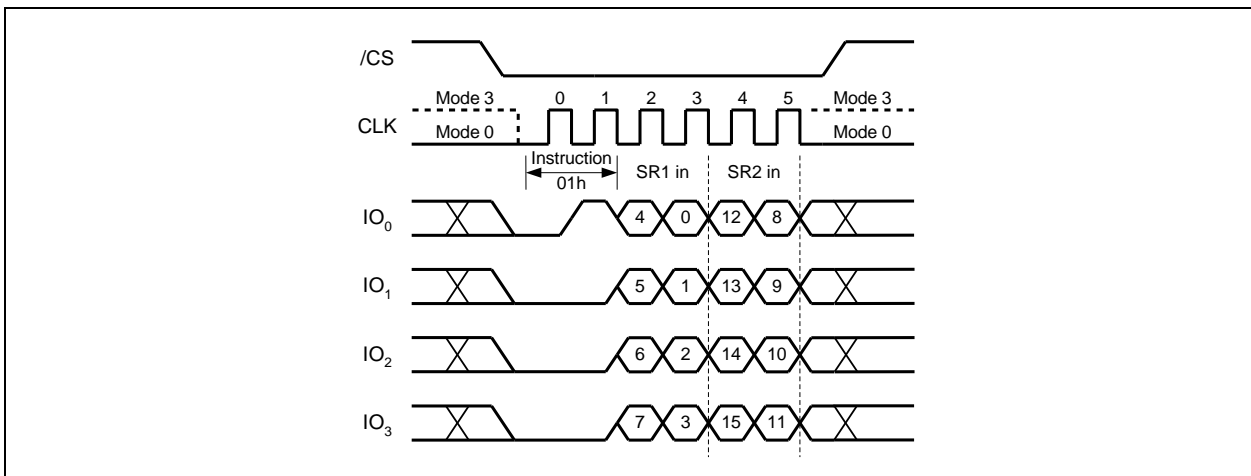 /CS
0 1 2 3 4 5
Mode 3 Mode 3
CLK
Mode 0 Mode 0
Instruction
01h
SR1 in SR2 in
IO0 4 0 12 8
IO1 5 1 13 9
IO2 6 2 14 10
IO3 7 3 15 11